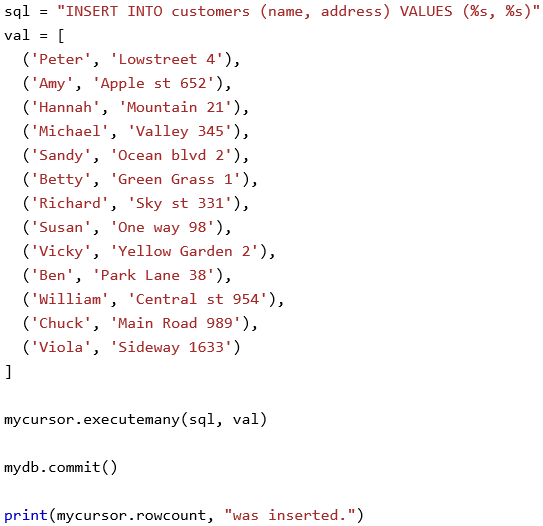 sql = "INSERT INTO customers (name, address) VALUES (%s, %s)"
val = [
  ('Peter', 'Lowstreet 4'),
  ('Amy', 'Apple st 652'),
  ('Hannah', 'Mountain 21'),
  ('Michael', 'Valley 345'),
  ('Sandy', 'Ocean blvd 2'),
  ('Betty', 'Green Grass 1'),
  ('Richard', 'Sky st 331'),
  ('Susan', 'One way 98'),
  ('Vicky', 'Yellow Garden 2'),
  ('Ben', 'Park Lane 38'),
  ('William', 'Central st 954'),
  ('Chuck', 'Main Road 989'),
  ('Viola', 'Sideway 1633')
]
mycursor.executemany(sql, val)
mydb.commit()
print(mycursor.rowcount, "was inserted.")